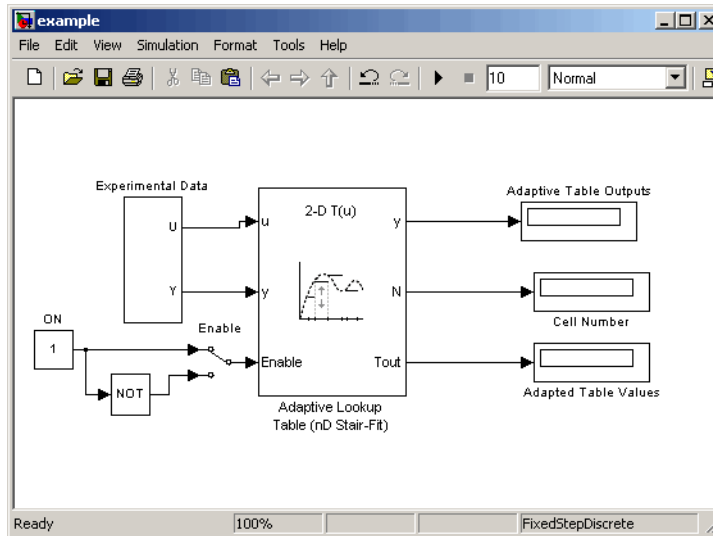 example
File Edit View Simulation Format Tools Help
10 Normal
Experimental Data
U
Y
ON
1
NOT
Enable
2-D T(u)
u
y
Enable
y
N
Tout
Adaptive Lookup
Table (nD Stair-Fit)
Adaptive Table Outputs
Cell Number
Adapted Table Values
Ready 100% FixedStepDiscrete